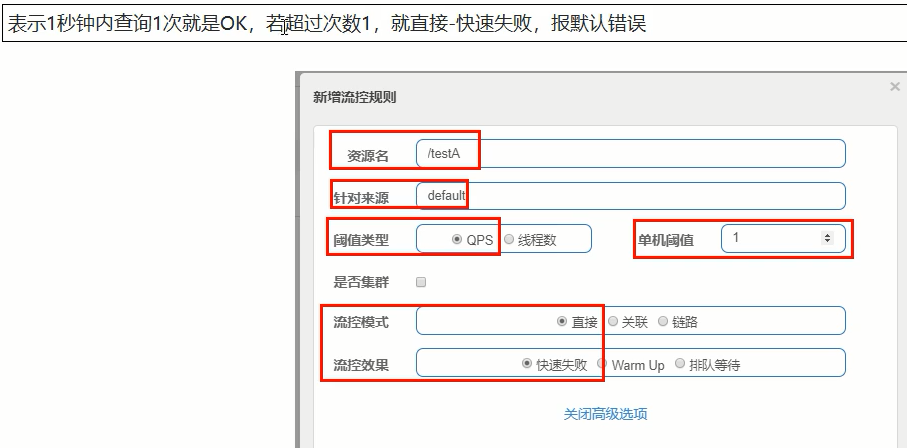 表示1秒钟内查询1次就是OK，若超过次数1，就直接-快速失败，报默认错误
新增流控规则
资源名 /testA
针对来源 default
阈值类型 QPS 线程数 单机阈值 1
是否集群
流控模式 直接 关联 链路
流控效果 快速失败 Warm Up 排队等待
关闭高级选项